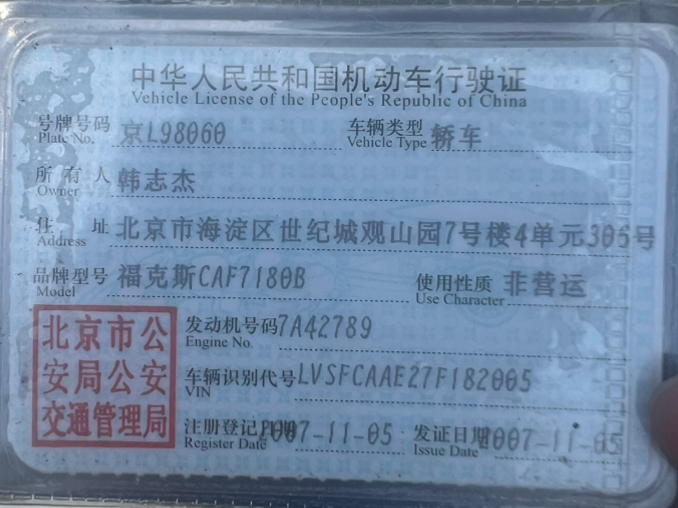 中华人民共和国机动车行驶证
Vehicle License of the People's Republic of China
号牌号码 京L98060 车辆类型 轿车
Plate No. Vehicle Type
所有人 韩志杰
Owner
住址 北京市海淀区世纪城观山园7号楼4单元306号
Address
品牌型号 福克斯CAF7180B 使用性质 非营运
Model Use Character
北京市公
安局公安
交通管理局
发动机号码 7A42789
Engine No.
车辆识别代号 LVSFCAAE27F182005
VIN
注册登记日期 2007-11-05 发证日期 2007-11-05
Register Date Issue Date